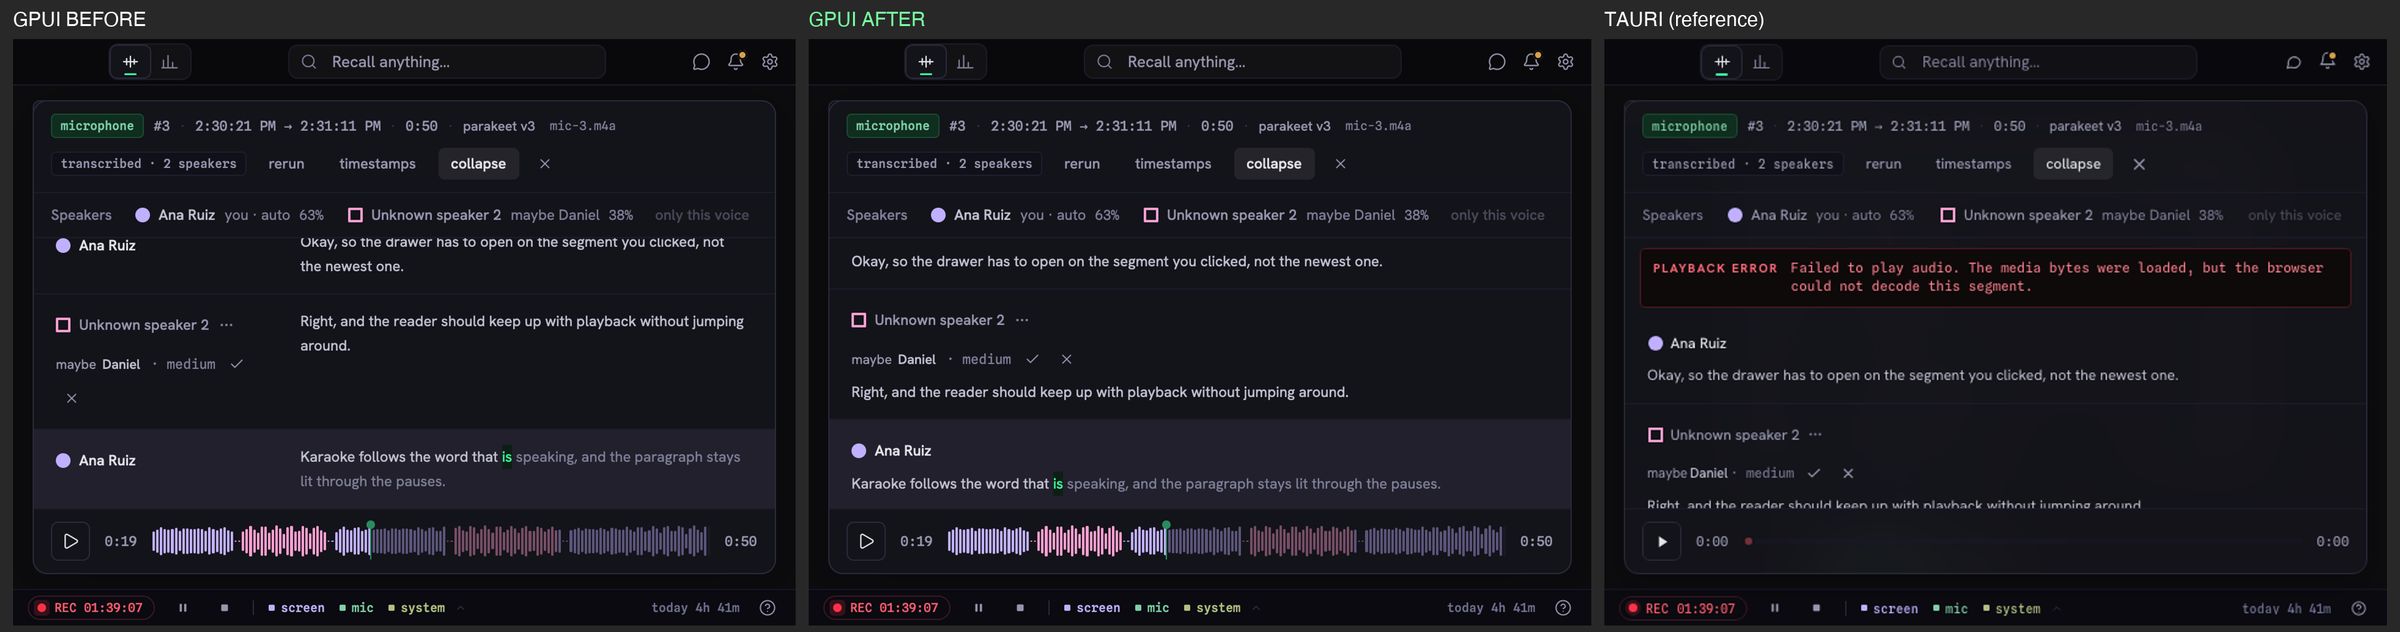 GPUI BEFORE
Recall anything...
microphone #3 · 2:30:21 PM → 2:31:11 PM · 0:50 · parakeet v3 mic-3.m4a
transcribed · 2 speakers rerun timestamps collapse ×
Speakers Ana Ruiz you · auto 63% Unknown speaker 2 maybe Daniel 38% only this voice
Ana Ruiz Okay, so the drawer has to open on the segment you clicked, not
the newest one.
Unknown speaker 2 ··· Right, and the reader should keep up with playback without jumping
around.
maybe Daniel · medium ✓
×
Ana Ruiz Karaoke follows the word that is speaking, and the paragraph stays
lit through the pauses.
0:19 0:50
REC 01:39:07 screen mic system today 4h 41m ?
GPUI AFTER
Recall anything...
microphone #3 · 2:30:21 PM → 2:31:11 PM · 0:50 · parakeet v3 mic-3.m4a
transcribed · 2 speakers rerun timestamps collapse ×
Speakers Ana Ruiz you · auto 63% Unknown speaker 2 maybe Daniel 38% only this voice
Okay, so the drawer has to open on the segment you clicked, not the newest one.
Unknown speaker 2 ···
maybe Daniel · medium ✓ ×
Right, and the reader should keep up with playback without jumping around.
Ana Ruiz
Karaoke follows the word that is speaking, and the paragraph stays lit through the pauses.
0:19 0:50
REC 01:39:07 screen mic system today 4h 41m ?
TAURI (reference)
Recall anything...
microphone #3 · 2:30:21 PM → 2:31:11 PM · 0:50 · parakeet v3 mic-3.m4a
transcribed · 2 speakers rerun timestamps collapse ×
Speakers Ana Ruiz you · auto 63% Unknown speaker 2 maybe Daniel 38% only this voice
PLAYBACK ERROR Failed to play audio. The media bytes were loaded, but the browser
could not decode this segment.
Ana Ruiz
Okay, so the drawer has to open on the segment you clicked, not the newest one.
Unknown speaker 2 ···
maybe Daniel · medium ✓ ×
Right, and the reader should keep up with playback without jumping around.
0:00 0:00
REC 01:39:07 screen mic system today 4h 41m ?